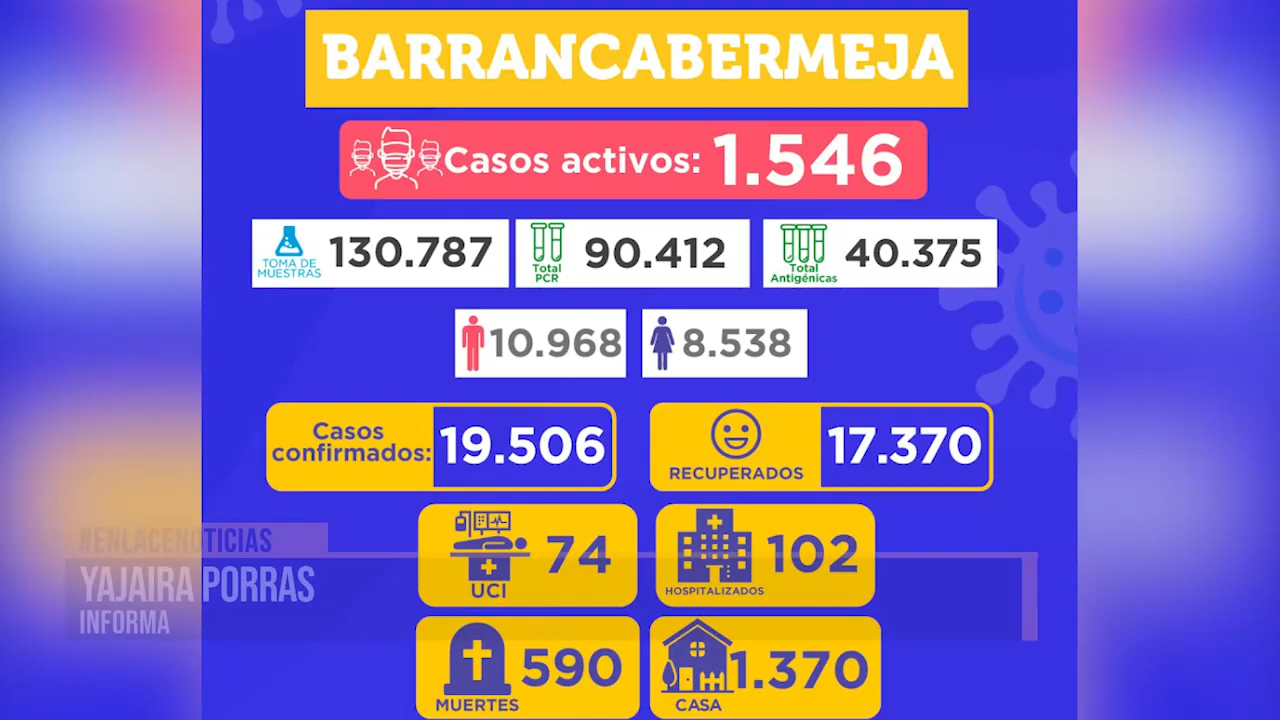 BARRANCABERMEJA
Casos activos: 1.546
TOMA DE
MUESTRAS
130.787
Total
PCR
90.412
Total
Antigénicas
40.375
10.968
8.538
Casos
confirmados:
19.506
RECUPERADOS
17.370
UCI
74
HOSPITALIZADOS
102
#ENLACENOTICIAS
YAJAIRA PORRAS
INFORMA
MUERTES
590
CASA
1.370